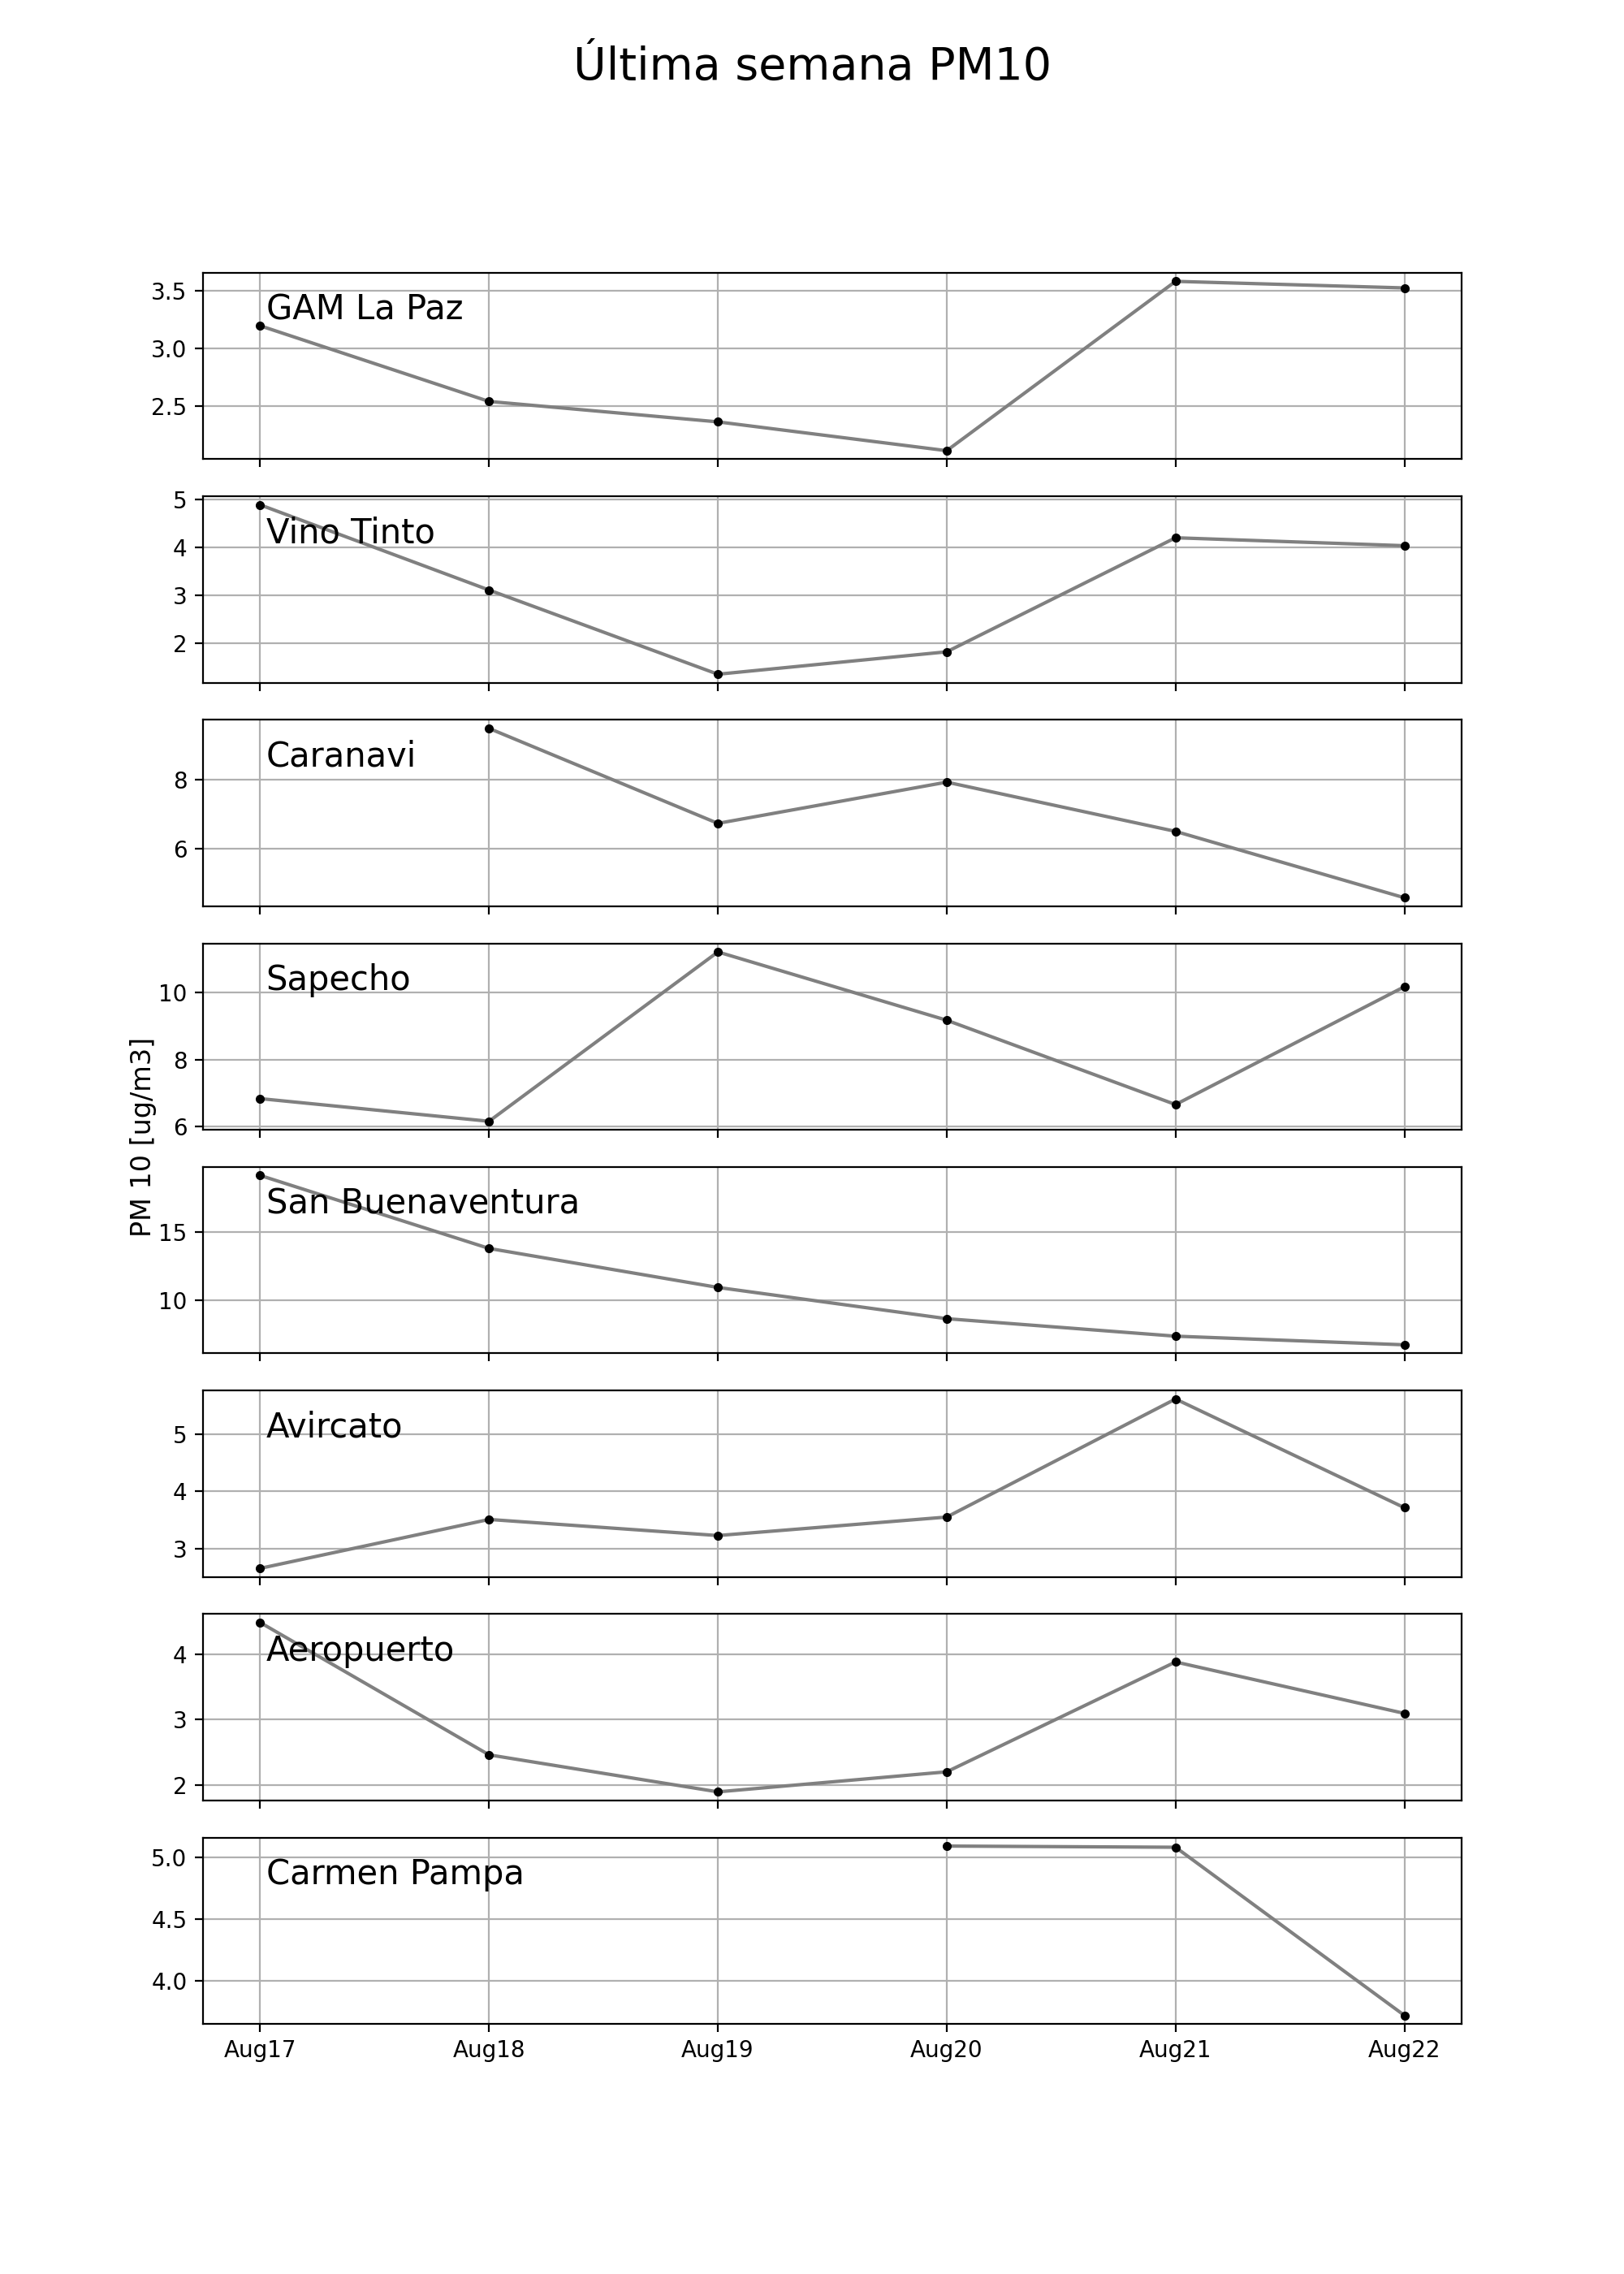 Última semana PM10
GAM La Paz
3.5
3.0
2.5
Vino Tinto
5
4
3
2
Caranavi
8
6
Sapecho
10
8
6
PM 10 [ug/m3]
San Buenaventura
15
10
Avircato
5
4
3
Aeropuerto
4
3
2
Carmen Pampa
5.0
4.5
4.0
Aug17 Aug18 Aug19 Aug20 Aug21 Aug22